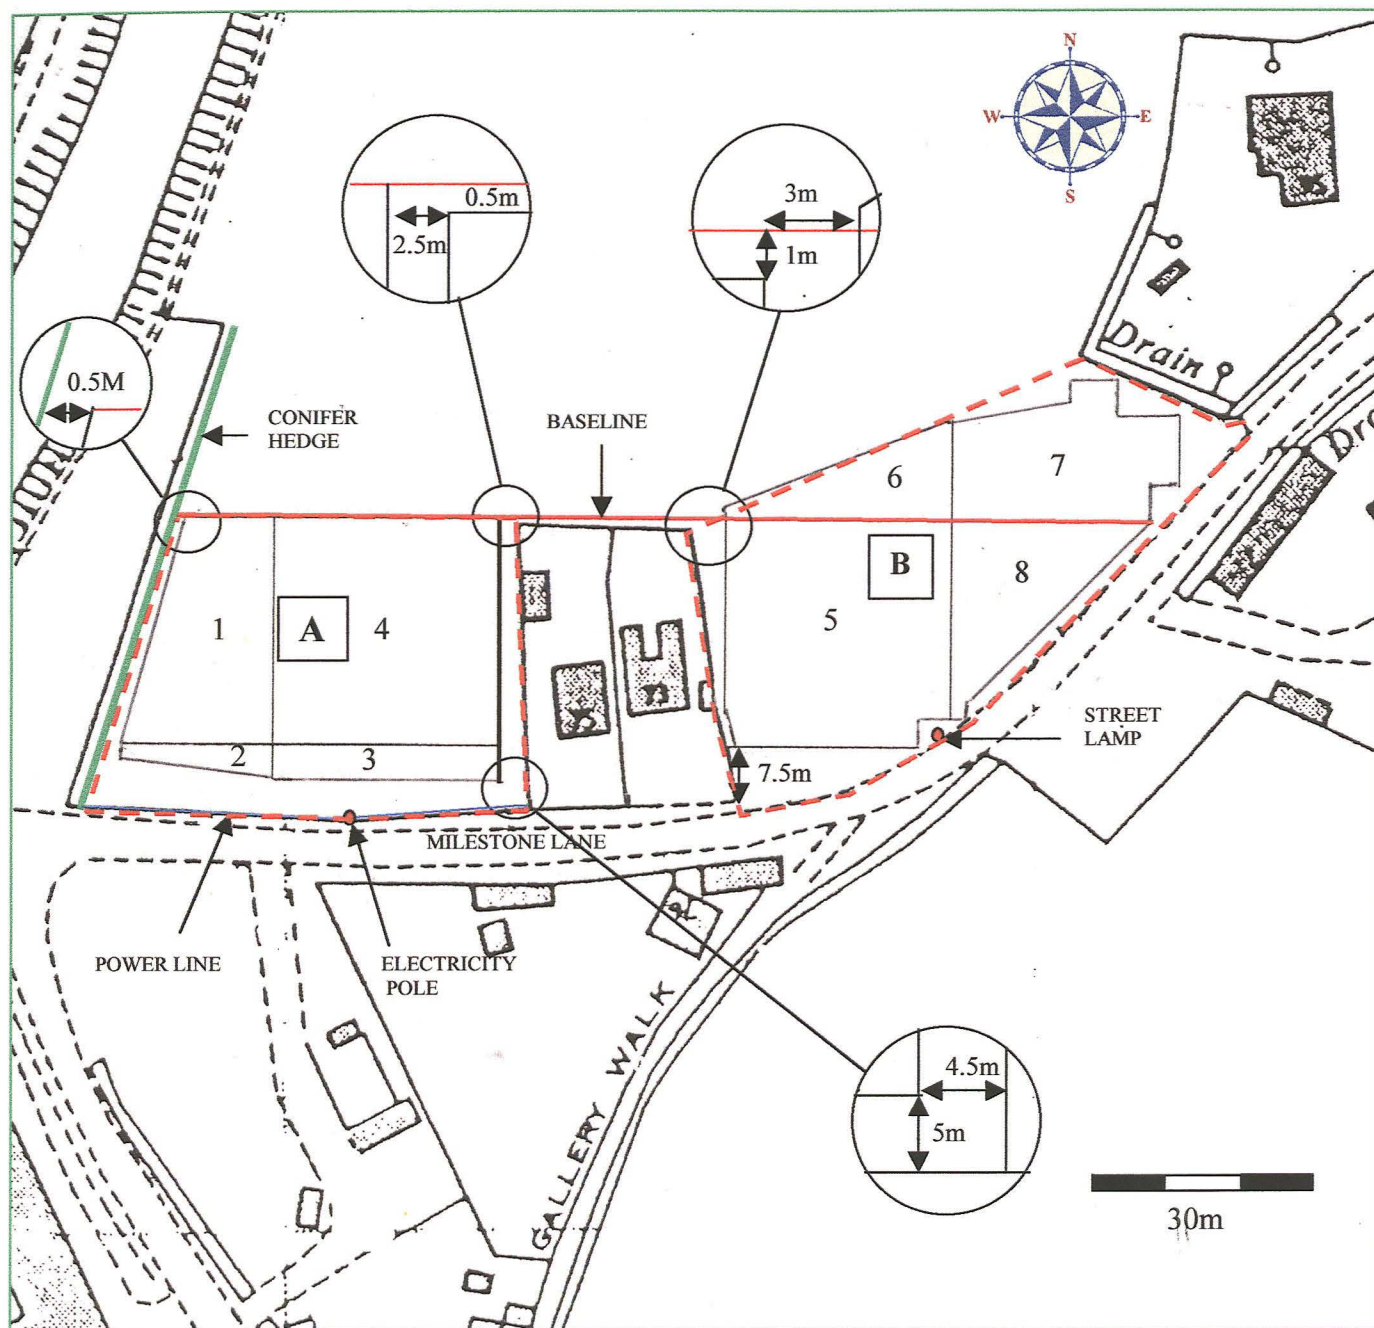 N
W
E
S
0.5m
2.5m
3m
1m
0.5M
CONIFER
HEDGE
BASELINE
Drain
6
7
1
A
4
B
8
5
2
3
7.5m
STREET
LAMP
MILESTONE LANE
POWER LINE
ELECTRICITY
POLE
GALLERY WALK
4.5m
5m
30m